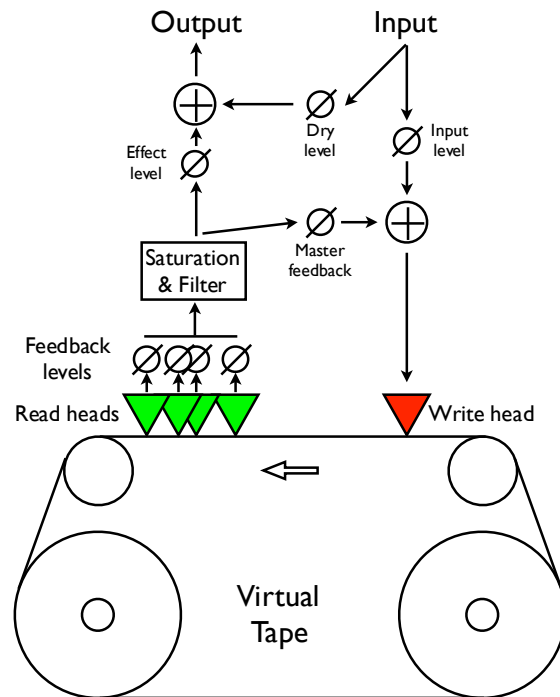 Output
Input
Dry
level
Input
level
Effect
level
Master
feedback
Saturation
& Filter
Feedback
levels
Read heads
Write head
Virtual
Tape